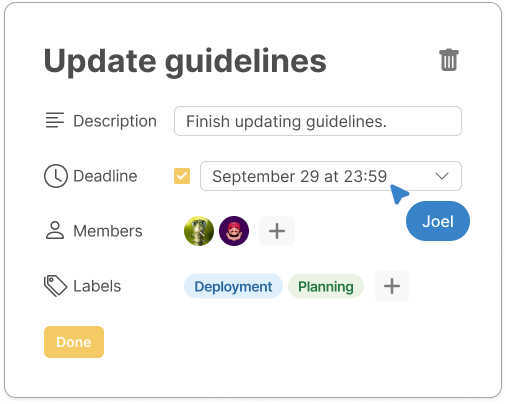 Update guidelines
Description
Finish updating guidelines.
Deadline
September 29 at 23:59
Joel
Members
Labels
Deployment
Planning
Done